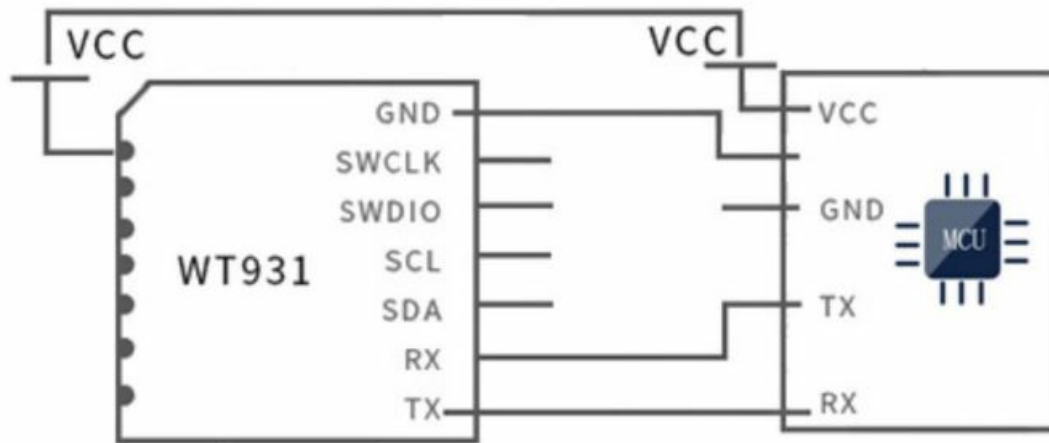 VCC
VCC
GND
SWCLK
SWDIO
SCL
SDA
RX
TX
WT931
VCC
GND
TX
RX
MCU